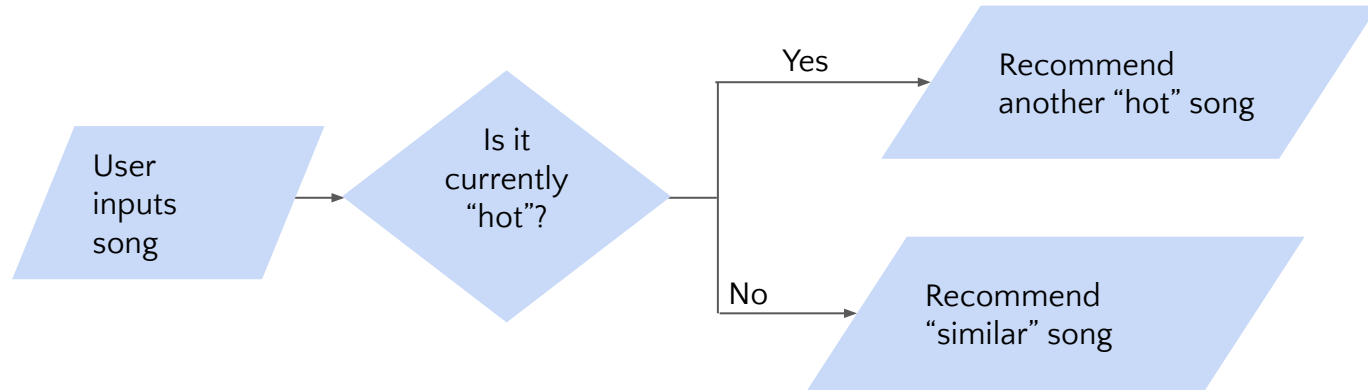 User
inputs
song
Is it
currently
“hot”?
Yes
Recommend
another “hot” song
No
Recommend
“similar” song